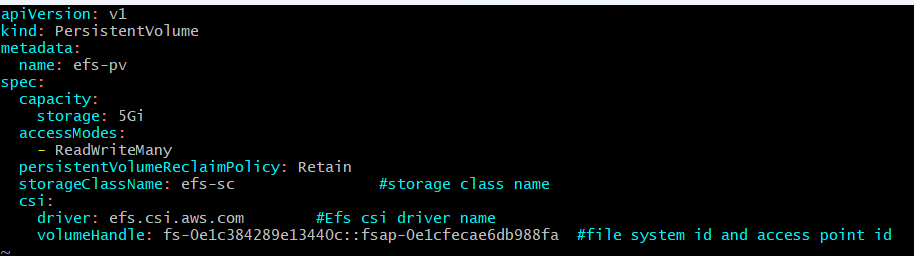 apiVersion: v1
kind: PersistentVolume
metadata:
  name: efs-pv
spec:
  capacity:
    storage: 5Gi
  accessModes:
    - ReadWriteMany
  persistentVolumeReclaimPolicy: Retain
  storageClassName: efs-sc               #storage class name
  csi:
    driver: efs.csi.aws.com        #Efs csi driver name
    volumeHandle: fs-0e1c384289e13440c::fsap-0e1cfecae6db988fa  #file system id and access point id
~